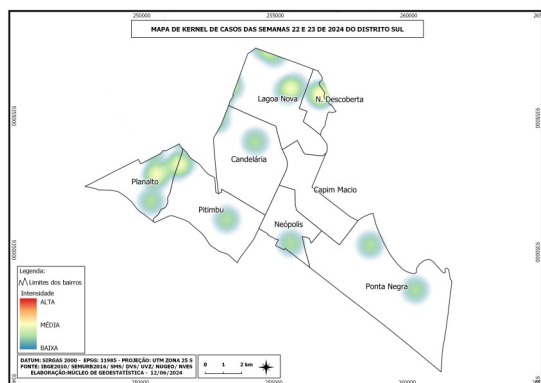 250000
255000
260000
MAPA DE KERNEL DE CASOS DAS SEMANAS 22 E 23 DE 2024 DO DISTRITO SUL
Lagoa Nova
N. Descoberta
Candelária
Planalto
Capim Macio
Pitimbu
Neópolis
Ponta Negra
Legenda:
Limites dos bairros
Intensidade
ALTA
MÉDIA
BAIXA
DATUM: SIRGAS 2000 - EPSG: 31985 - PROJEÇÃO: UTM ZONA 25 S
FONTE: IBGE2010/ SEMURB2016/ SMS/ DVS/ UVZ/ NUGEO/ NVES
ELABORAÇÃO:NÚCLEO DE GEOESTATÍSTICA - 12/06/2024
0 1 2 km
250000
255000
260000